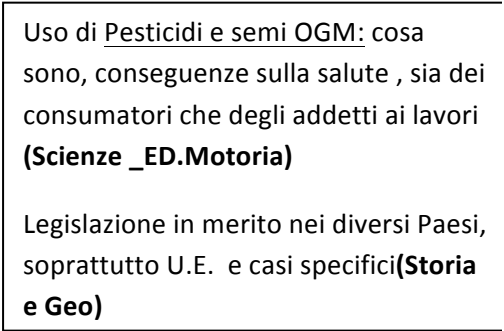 Uso di Pesticidi e semi OGM: cosa
sono, conseguenze sulla salute , sia dei
consumatori che degli addetti ai lavori
(Scienze _ED.Motoria)
Legislazione in merito nei diversi Paesi,
soprattutto U.E.  e casi specifici(Storia
e Geo)